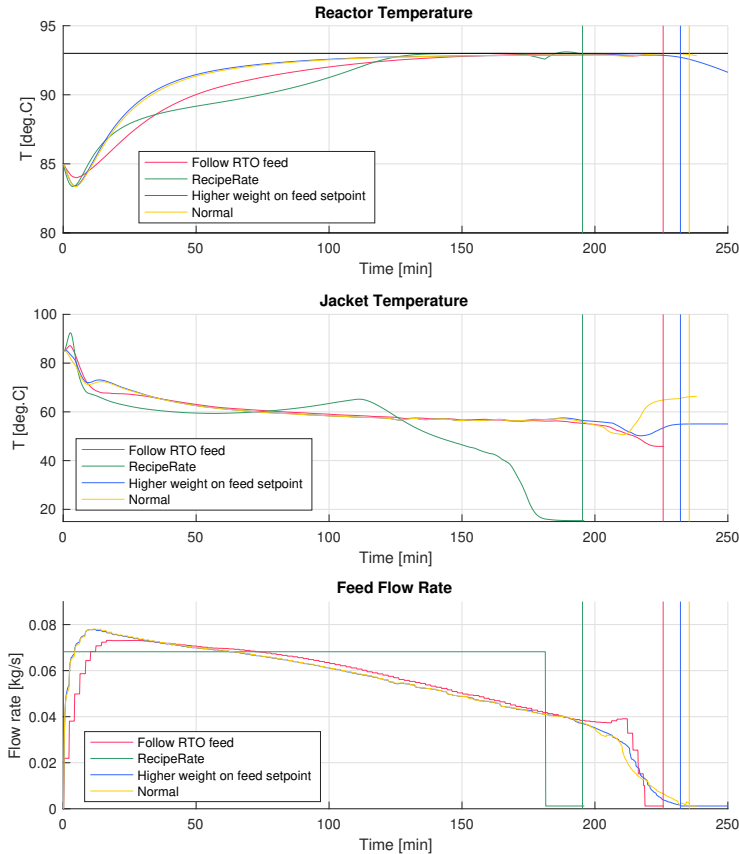 Reactor Temperature
95
90
85
80
T [deg.C]
Follow RTO feed
RecipeRate
Higher weight on feed setpoint
Normal
0
50
100
150
200
250
Time [min]
Jacket Temperature
100
80
60
40
20
T [deg.C]
Follow RTO feed
RecipeRate
Higher weight on feed setpoint
Normal
0
50
100
150
200
250
Time [min]
Feed Flow Rate
0.08
0.06
0.04
0.02
0
Flow rate [kg/s]
Follow RTO feed
RecipeRate
Higher weight on feed setpoint
Normal
0
50
100
150
200
250
Time [min]